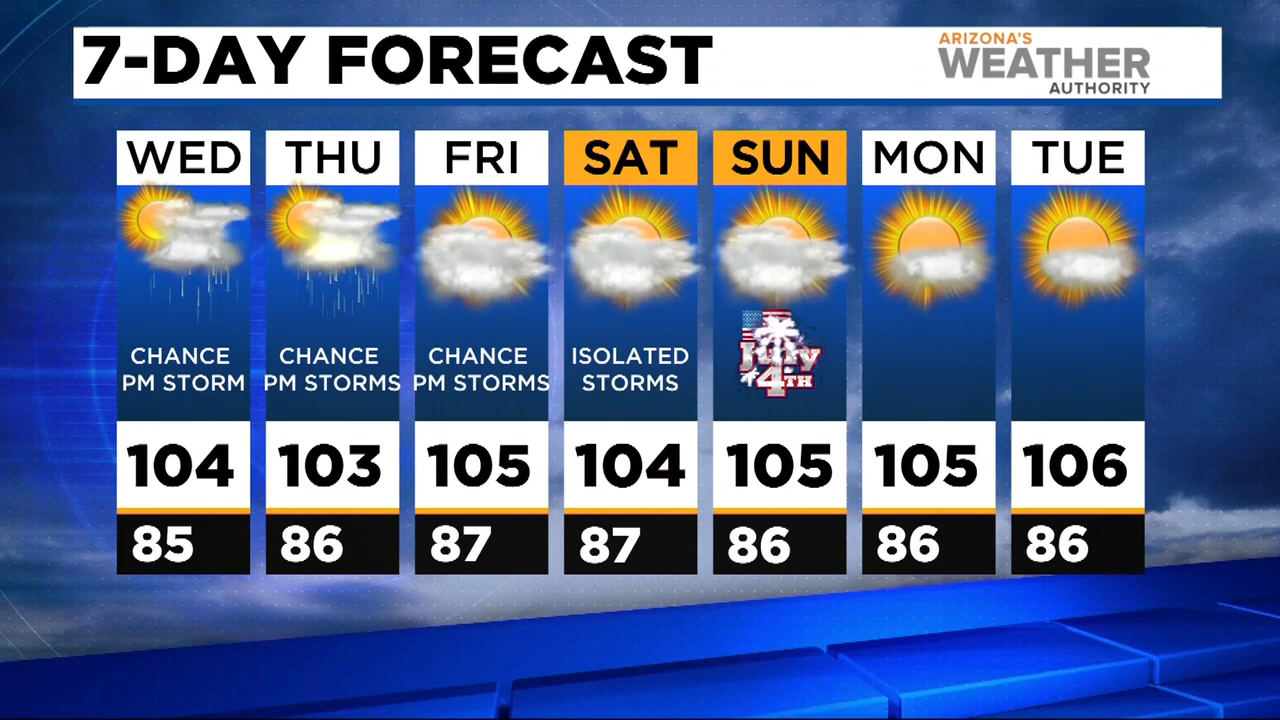 7-DAY FORECAST
ARIZONA'S
WEATHER
AUTHORITY
WED THU FRI SAT SUN MON TUE
CHANCE
PM STORM
CHANCE
PM STORMS
CHANCE
PM STORMS
ISOLATED
STORMS
July
4TH
104 103 105 104 105 105 106
85 86 87 87 86 86 86